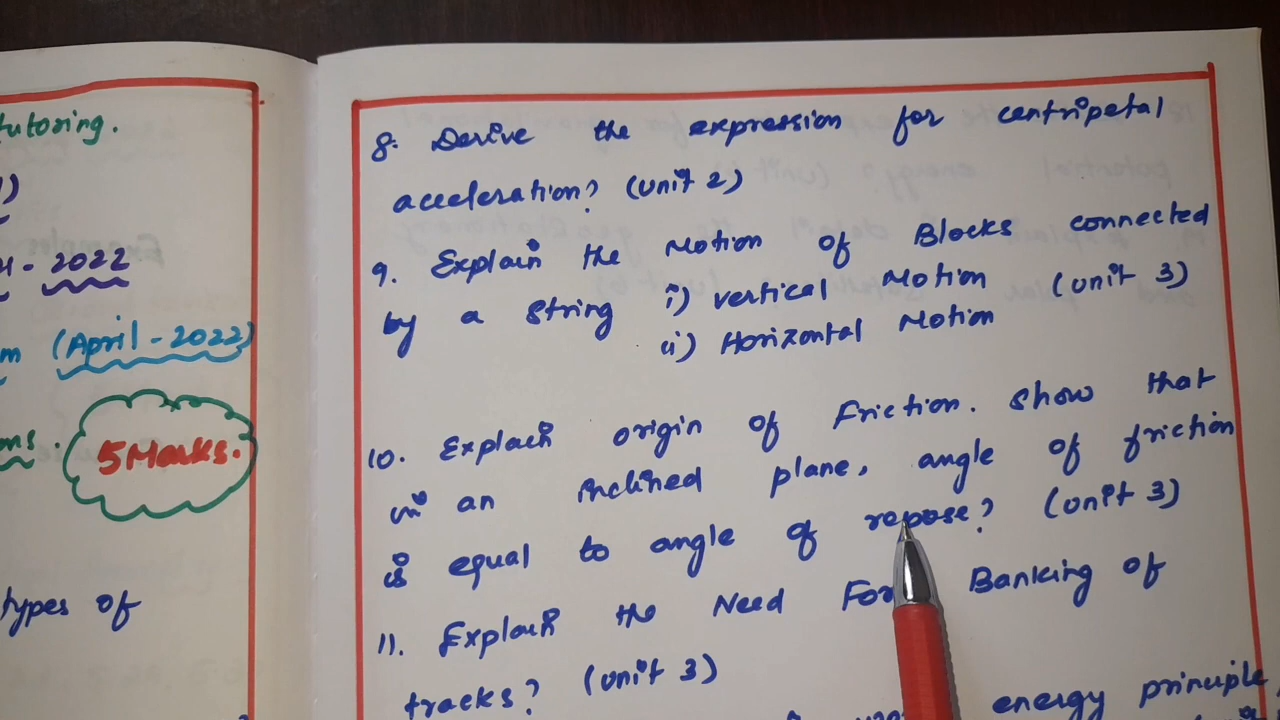 tutoring.
- 2022
(April - 2022)
5 Marks.
types of
8. Derive the expression for centripetal
acceleration? (unit 2)
9. Explain the Motion of Blocks connected
by a string i) vertical Motion (unit 3)
ii) Horizontal Motion
10. Explain origin of Friction. Show that
in an inclined plane, angle of friction
is equal to angle of repose? (unit 3)
11. Explain the Need For Banking of
tracks? (unit 3)
energy principle,